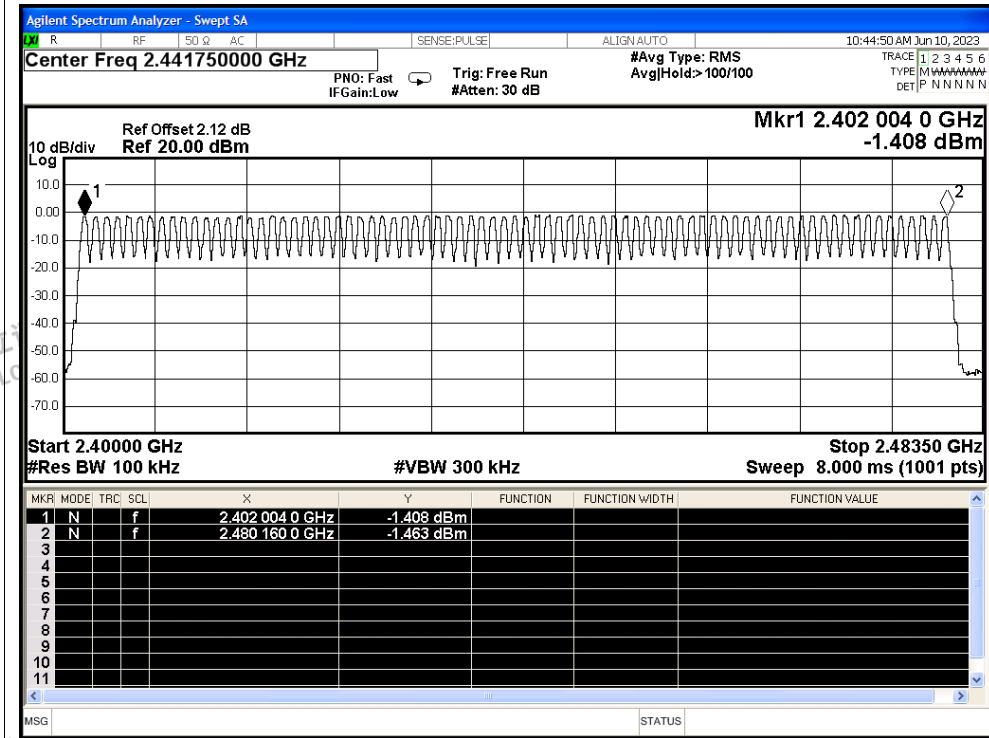 Agilent Spectrum Analyzer - Swept SA
LXI R RF 50 Ω AC SENSE:PULSE ALIGN AUTO 10:44:50 AM Jun 10, 2023
Center Freq 2.441750000 GHz #Avg Type: RMS TRACE 1 2 3 4 5 6
PNO: Fast Trig: Free Run Avg|Hold:>100/100 TYPE M
IFGain:Low #Atten: 30 dB DET P N N N N N
Mkr1 2.402 004 0 GHz
Ref Offset 2.12 dB
10 dB/div Ref 20.00 dBm -1.408 dBm
Log
10.0
1
2
0.00
-10.0
-20.0
-30.0
-40.0
-50.0
-60.0
-70.0
Start 2.40000 GHz Stop 2.48350 GHz
#Res BW 100 kHz #VBW 300 kHz Sweep 8.000 ms (1001 pts)
MKR MODE TRC SCL X Y FUNCTION FUNCTION WIDTH FUNCTION VALUE
1 N f 2.402 004 0 GHz -1.408 dBm
2 N f 2.480 160 0 GHz -1.463 dBm
3
4
5
6
7
8
9
10
11
MSG STATUS